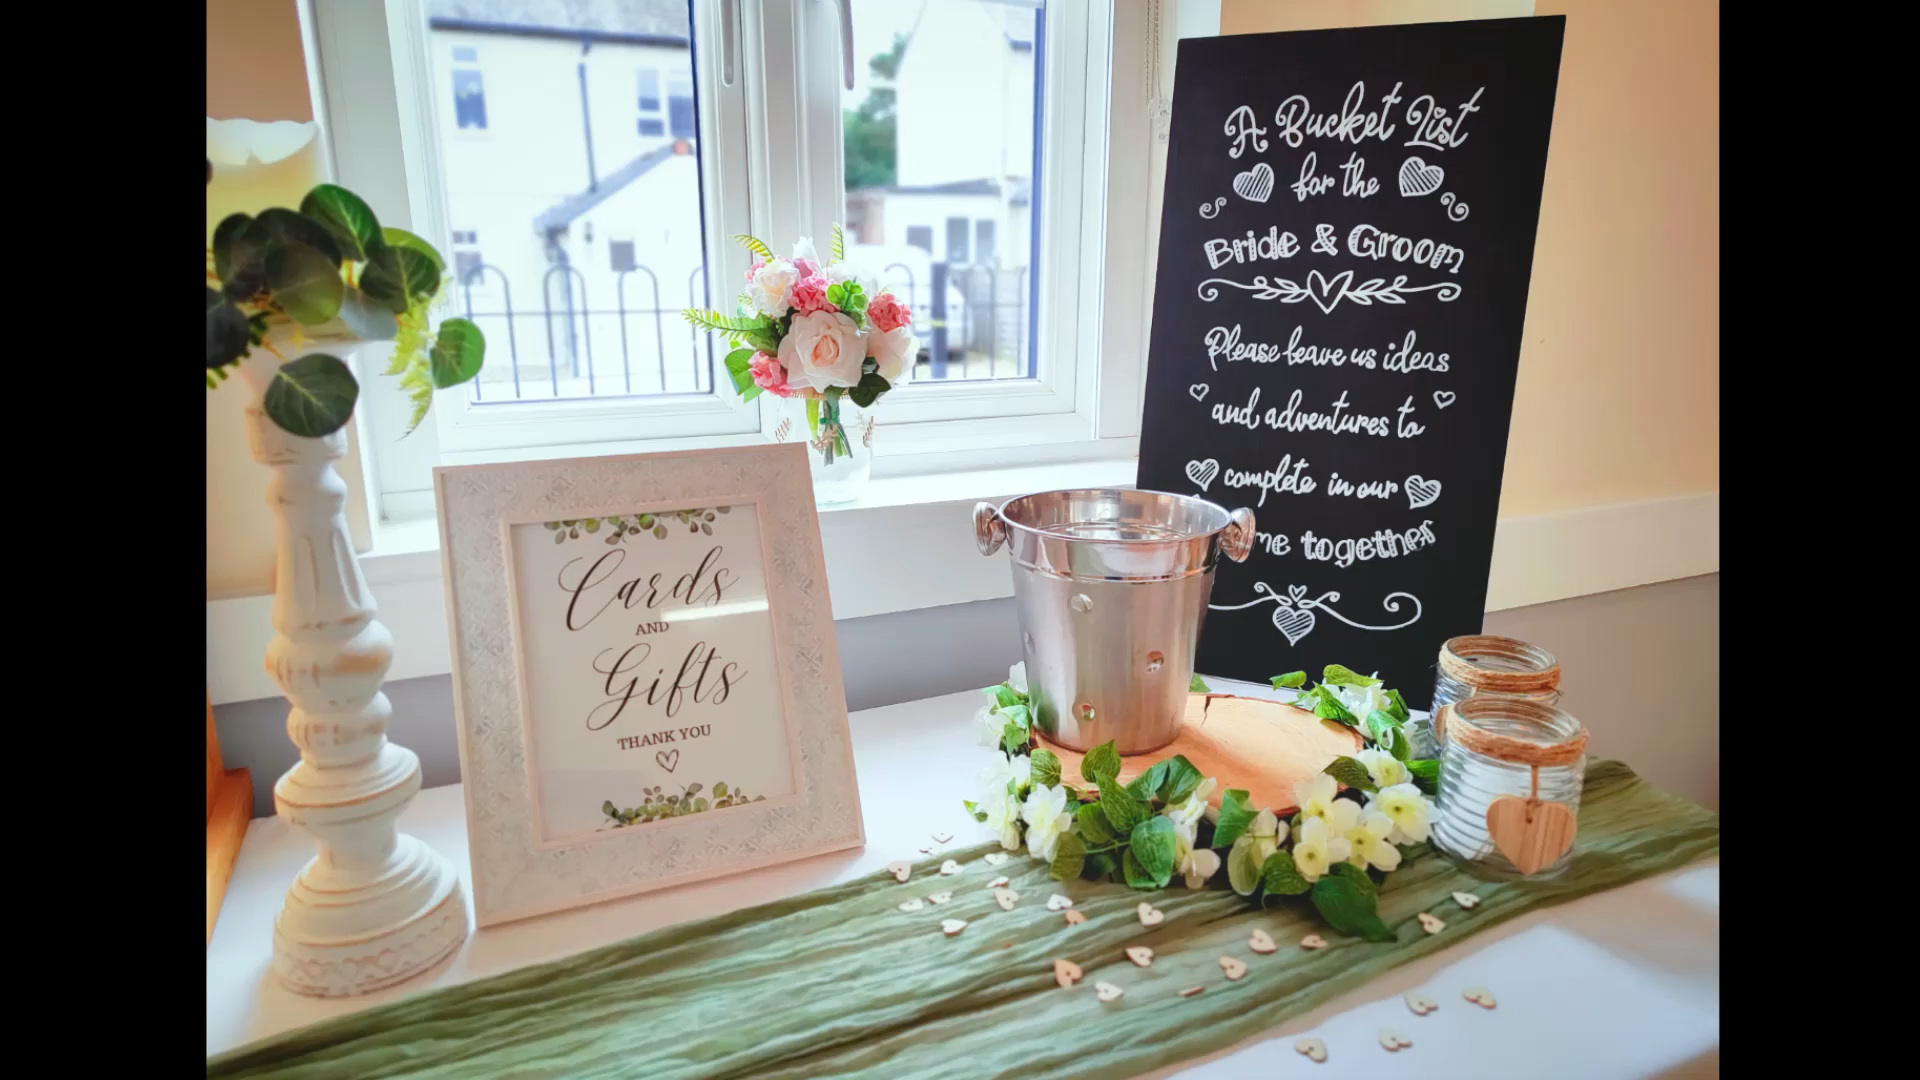 Cards
AND
Gifts
THANK YOU
A Bucket List
for the
Bride & Groom
Please leave us ideas
and adventures to
complete in our
together